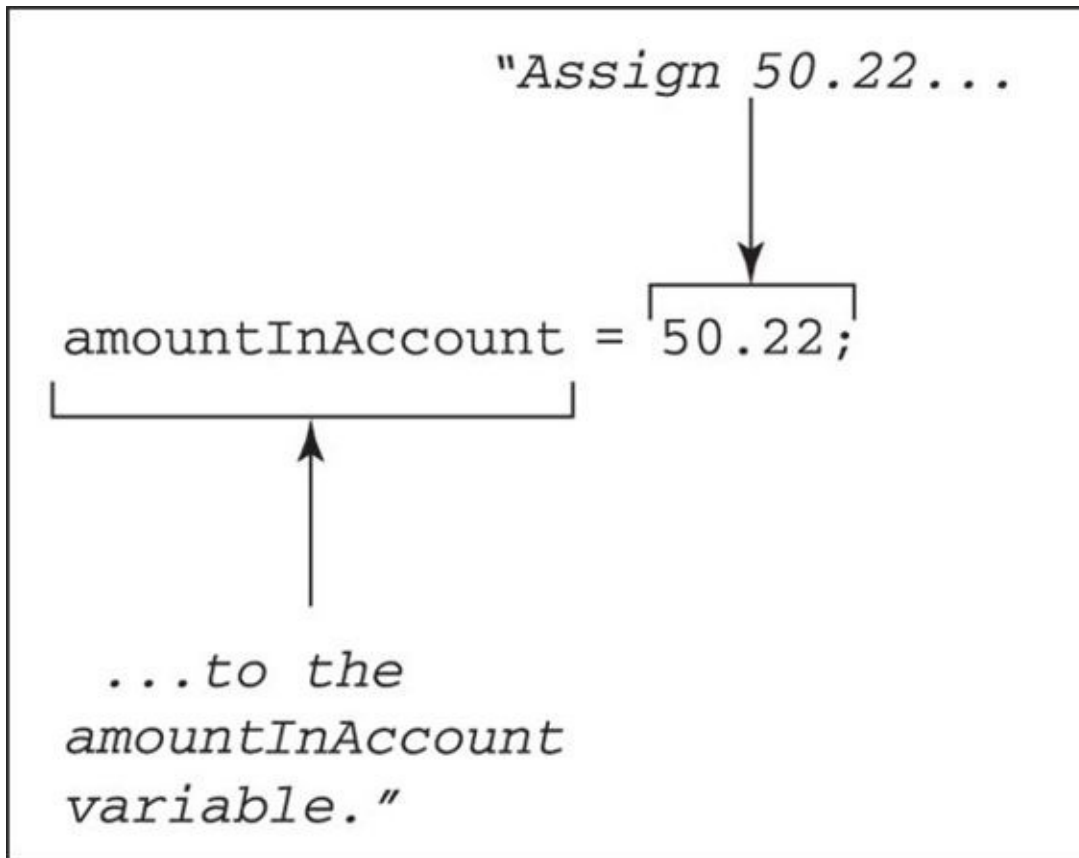 "Assign 50.22...
amountInAccount = 50.22;
...to the
amountInAccount
variable."